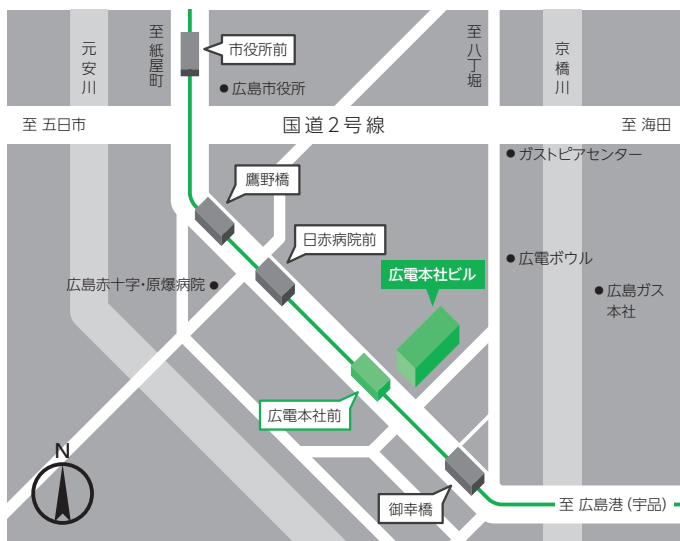 元安川
至 紙屋町
市役所前
広島市役所
至 八丁堀
京橋川
至 五日市
国道2号線
至 海田
ガストピアセンター
鷹野橋
日赤病院前
広電ボウル
広電本社ビル
広島赤十字・原爆病院
広島ガス
本社
広電本社前
N
御幸橋
至 広島港(宇品)